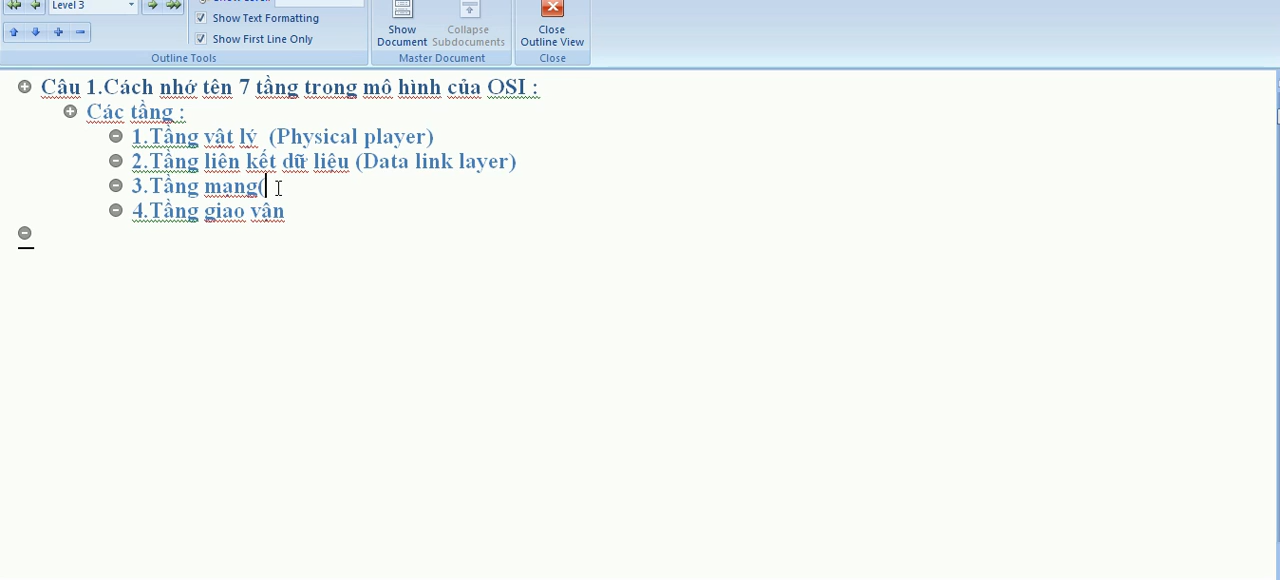 Level 3
Show Text Formatting
Show First Line Only
Outline Tools
Show Document
Collapse Subdocuments
Master Document
Close Outline View
Close
Câu 1.Cách nhớ tên 7 tầng trong mô hình của OSI :
Các tầng :
1.Tầng vât lý (Physical player)
2.Tầng liên kết dữ liệu (Data link layer)
3.Tầng mạng(
4.Tầng giao vân